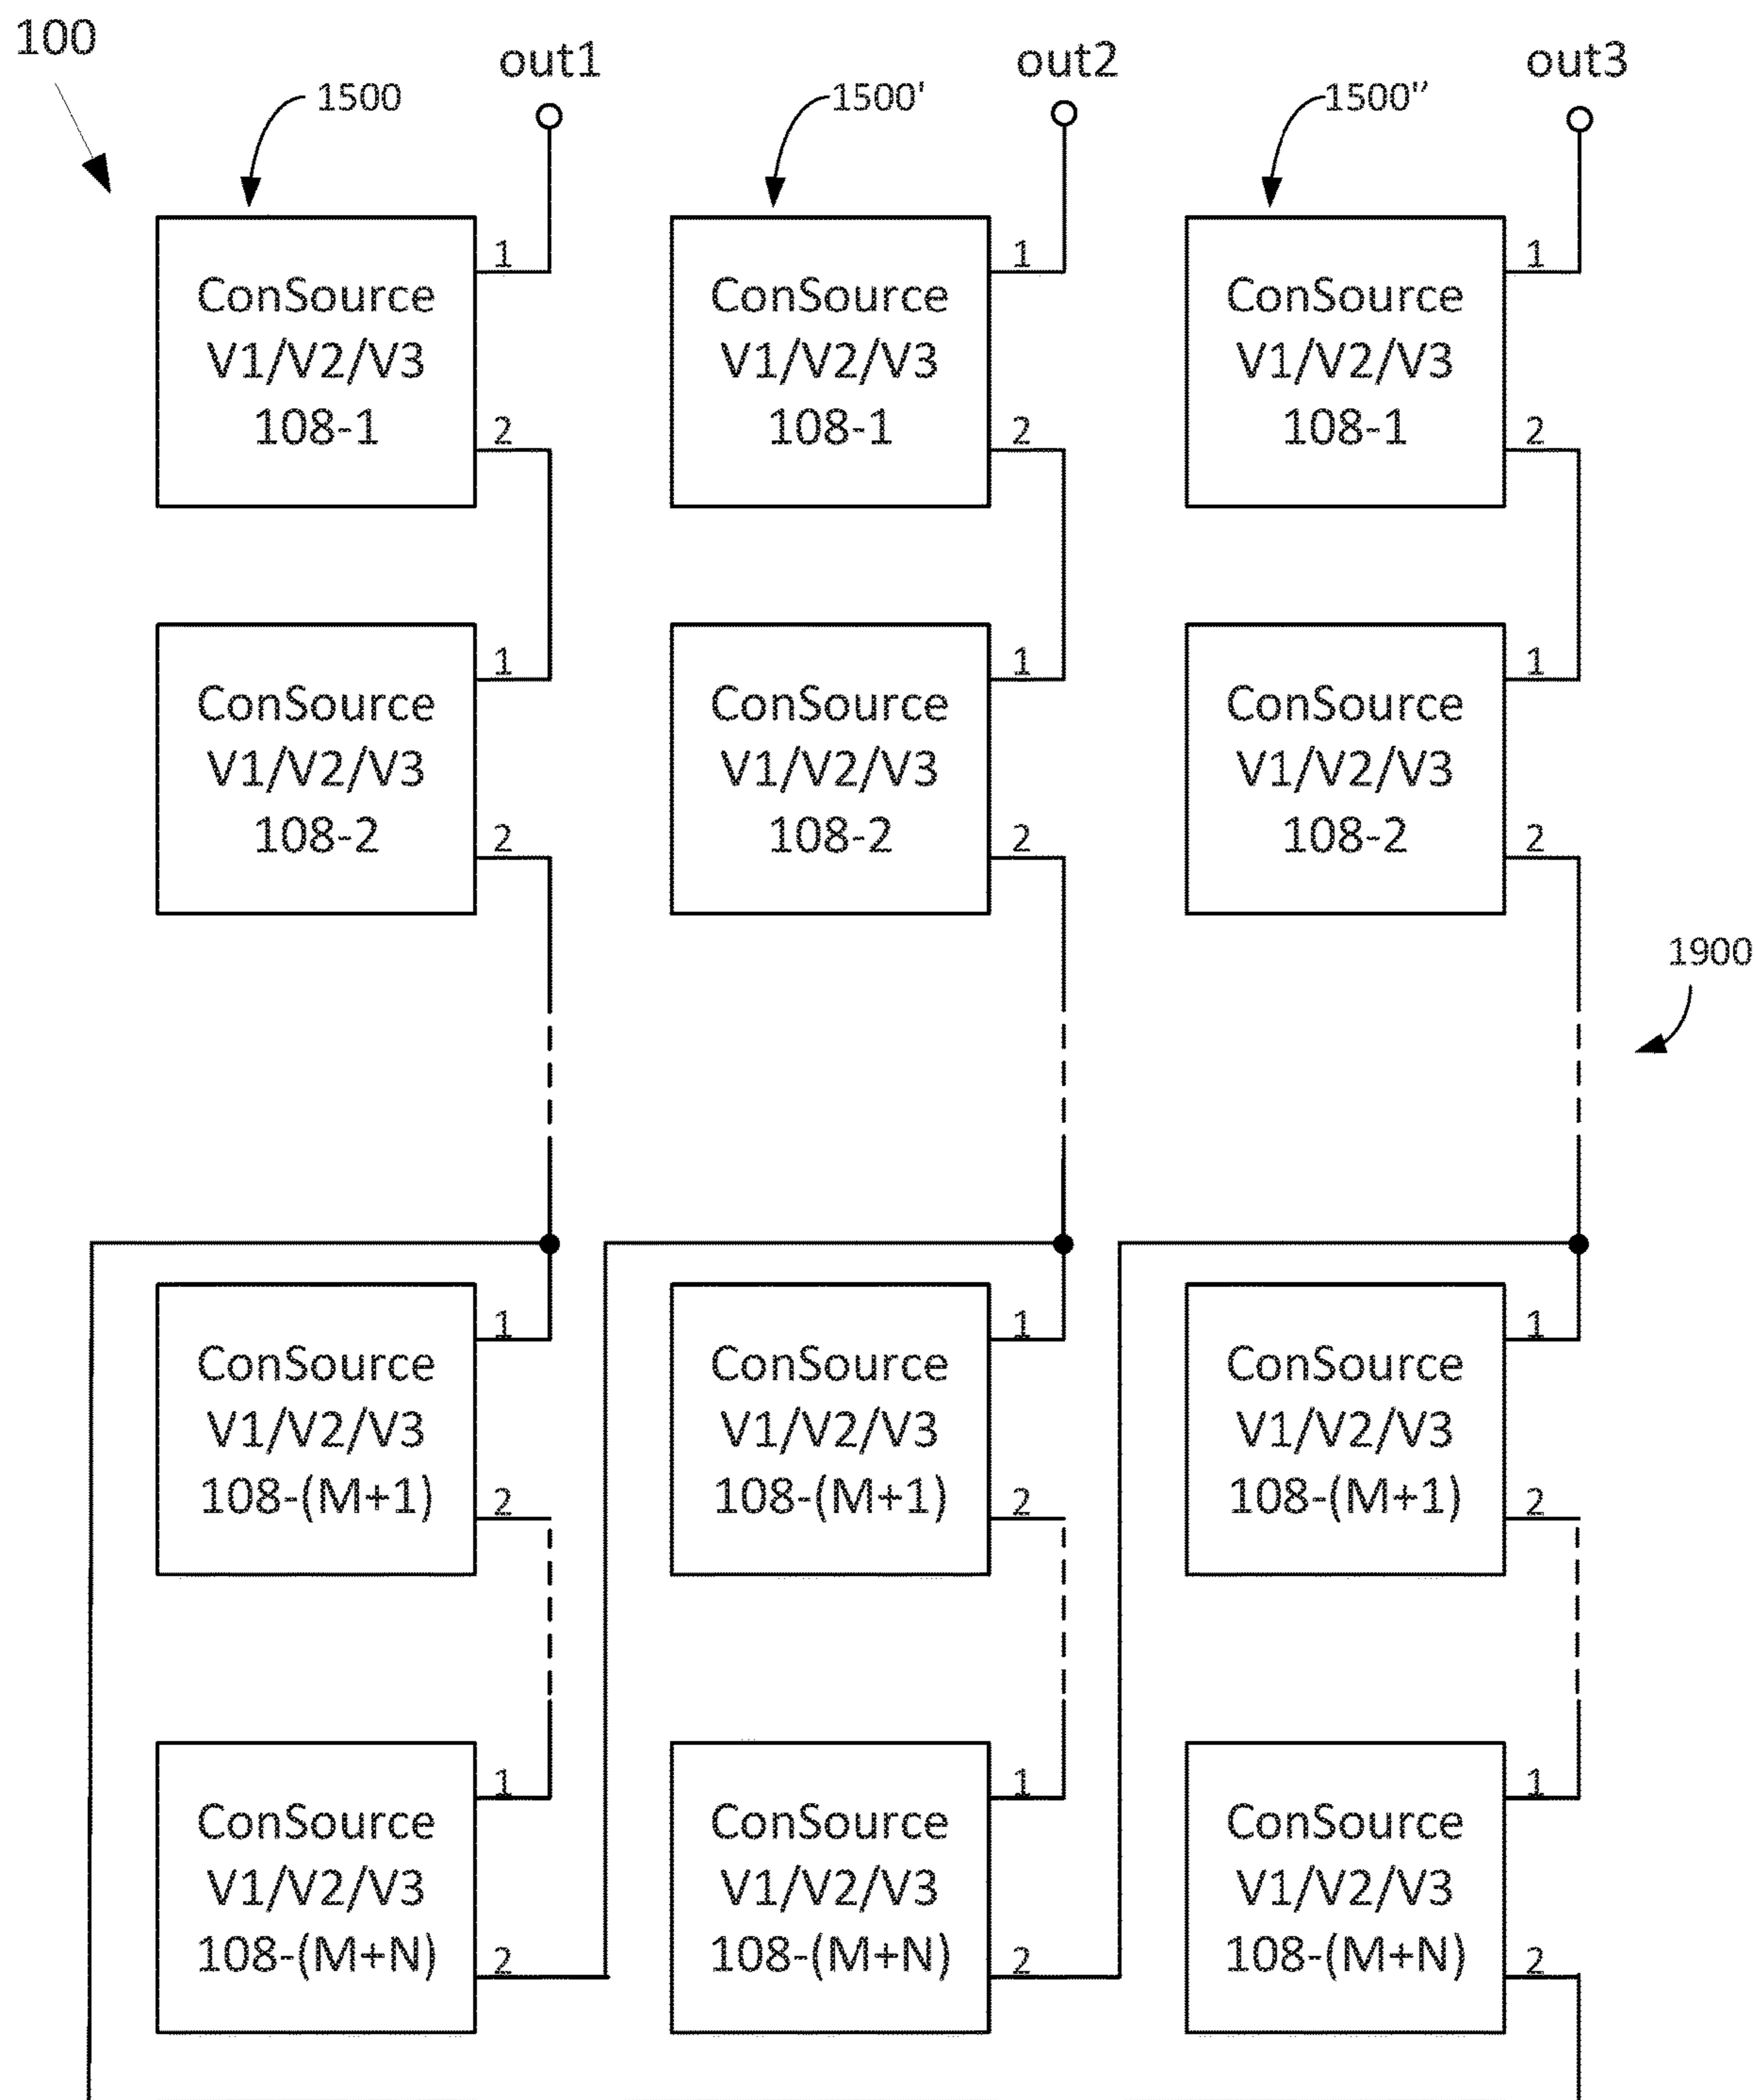 100
out1
out2
out3
1500
1500'
1500''
1
1
1
ConSource
V1/V2/V3
108-1
ConSource
V1/V2/V3
108-1
ConSource
V1/V2/V3
108-1
2
2
2
1
1
1
ConSource
V1/V2/V3
108-2
ConSource
V1/V2/V3
108-2
ConSource
V1/V2/V3
108-2
2
2
2
1900
1
1
1
ConSource
V1/V2/V3
108-(M+1)
ConSource
V1/V2/V3
108-(M+1)
ConSource
V1/V2/V3
108-(M+1)
2
2
2
1
1
1
ConSource
V1/V2/V3
108-(M+N)
ConSource
V1/V2/V3
108-(M+N)
ConSource
V1/V2/V3
108-(M+N)
2
2
2